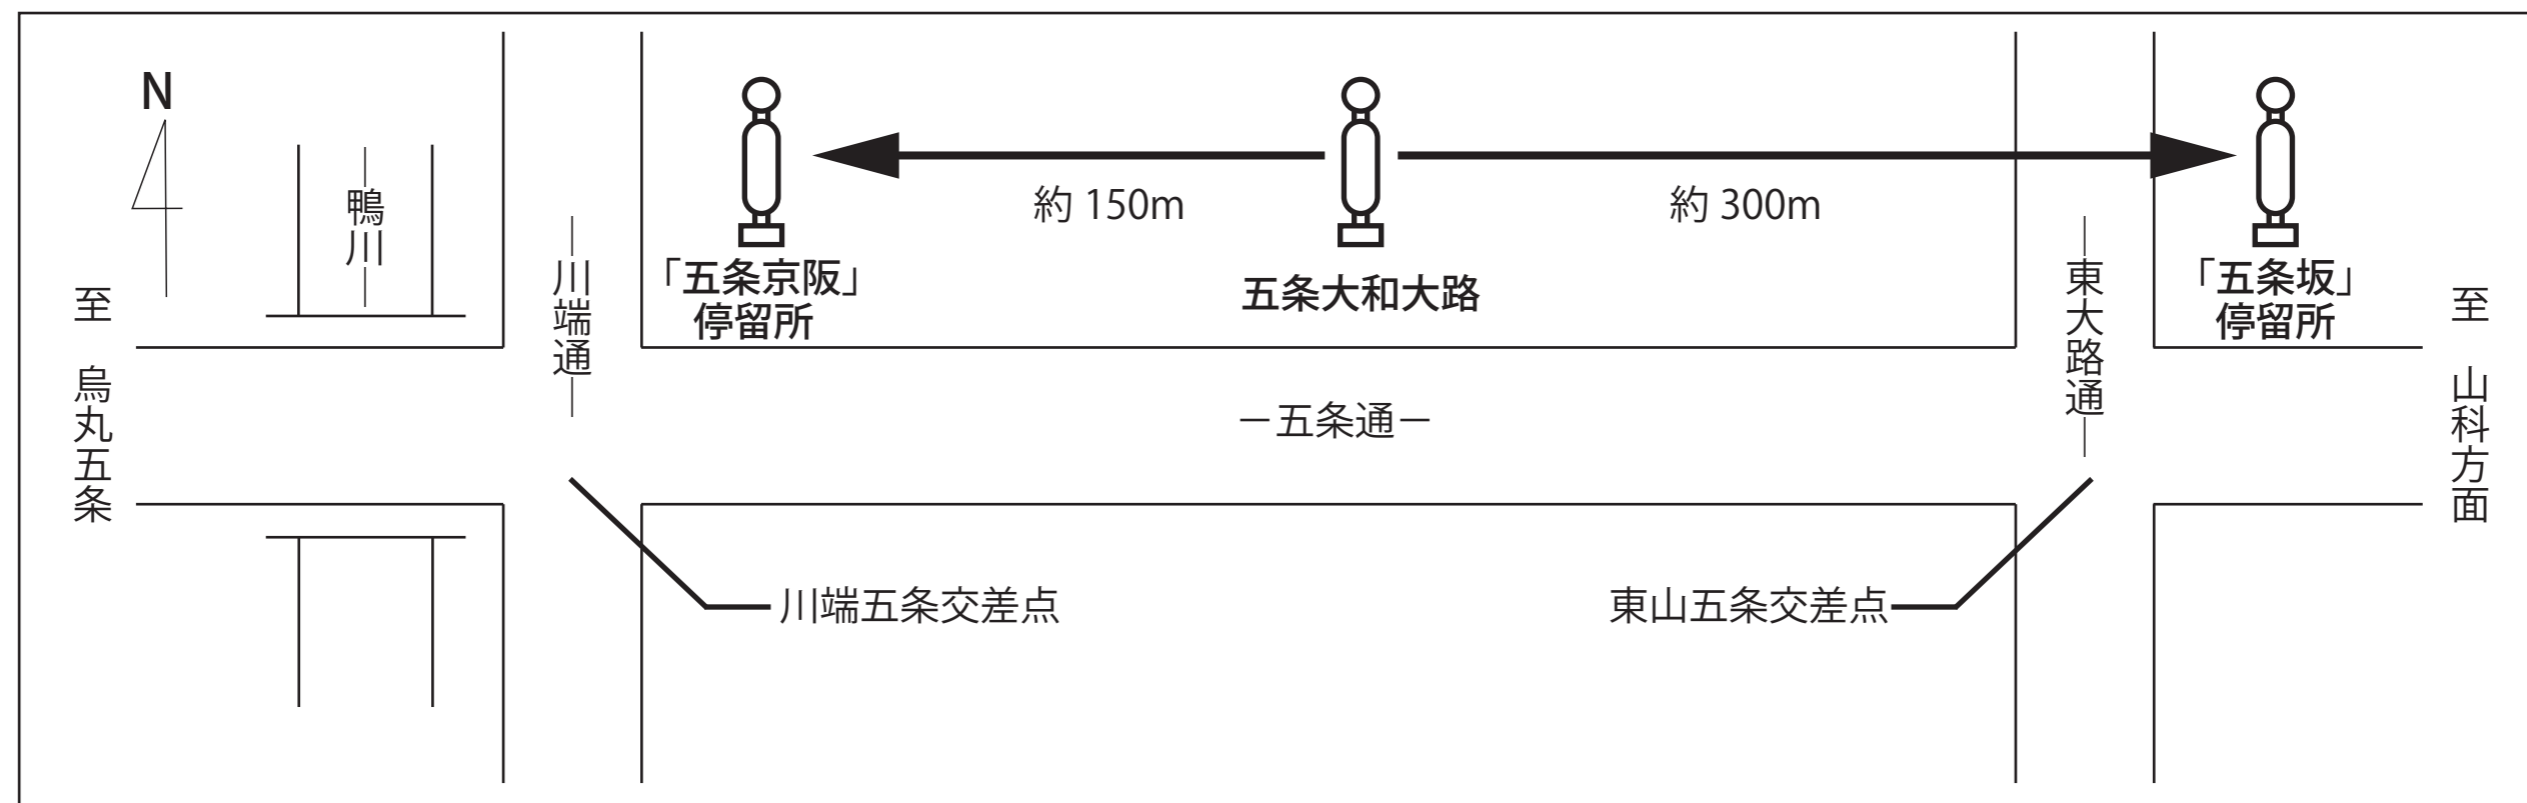 N
鴨川
至 烏丸五条
川端通
「五条京阪」
停留所
約 150m
五条大和大路
約 300m
東大路通
「五条坂」
停留所
至 山科方面
－五条通－
川端五条交差点
東山五条交差点